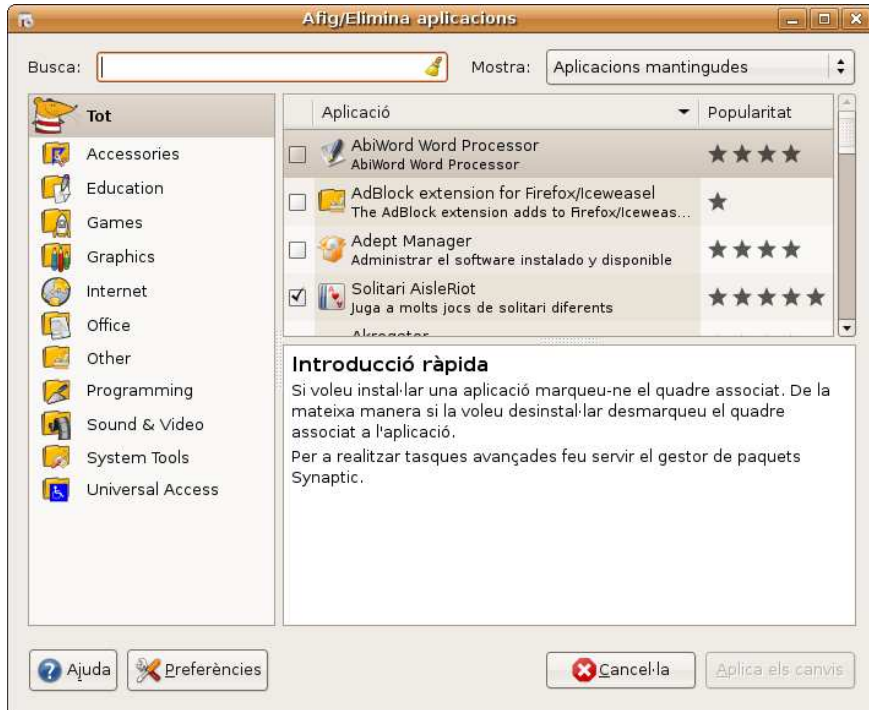 Afig/Elimina aplicacions
Busca:
Mostra: Aplicacions mantingudes
Tot
Accessories
Education
Games
Graphics
Internet
Office
Other
Programming
Sound & Video
System Tools
Universal Access
Aplicació Popularitat
AbiWord Word Processor
AbiWord Word Processor
AdBlock extension for Firefox/Iceweasel
The AdBlock extension adds to Firefox/Iceweas...
Adept Manager
Administrar el software instalado y disponible
Solitari AisleRiot
Juga a molts jocs de solitari diferents
Akregator
Introducció ràpida
Si voleu instal·lar una aplicació marqueu-ne el quadre associat. De la
mateixa manera si la voleu desinstal·lar desmarqueu el quadre
associat a l'aplicació.
Per a realitzar tasques avançades feu servir el gestor de paquets
Synaptic.
Ajuda Preferències Cancel·la Aplica els canvis